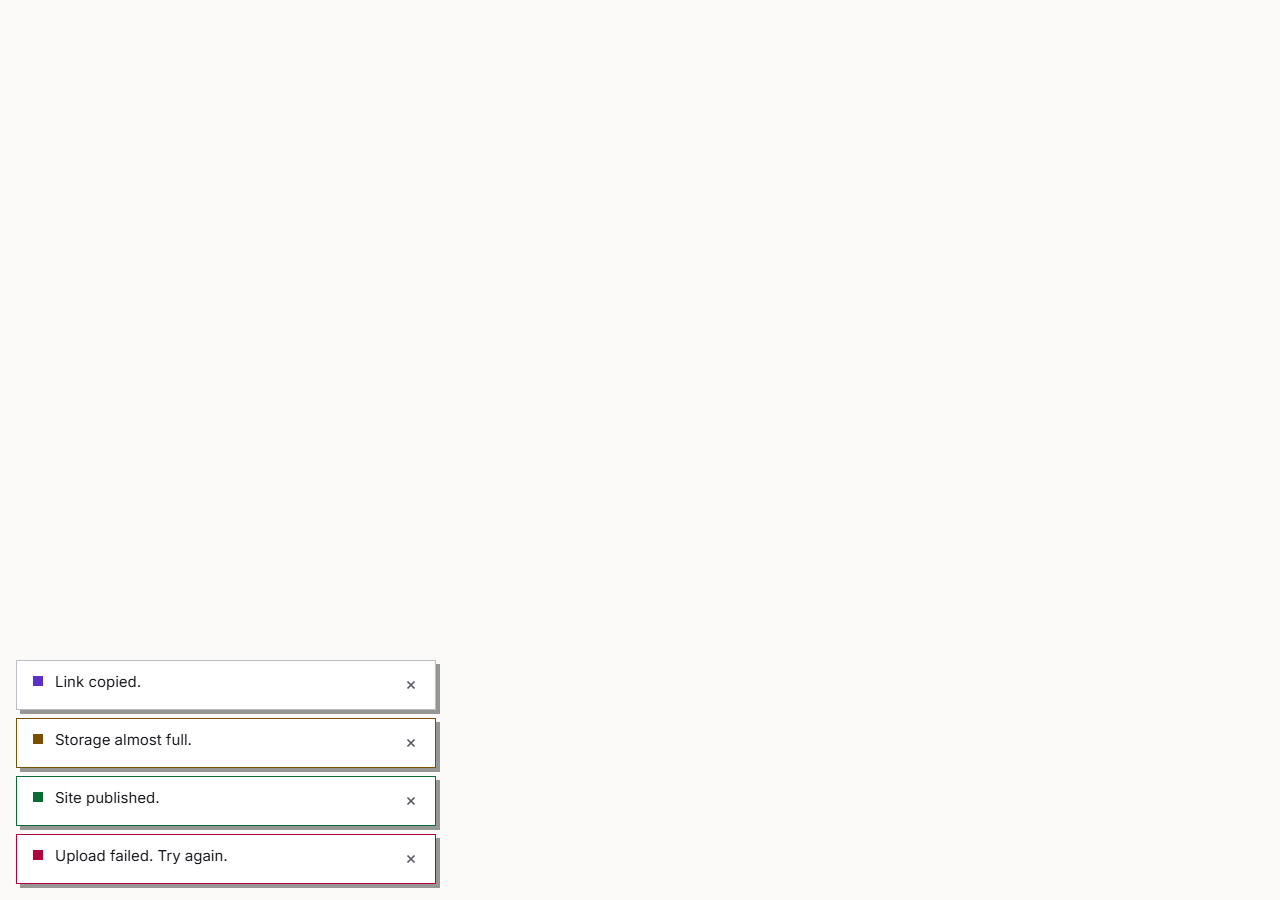 Link copied. ×
Storage almost full. ×
Site published. ×
Upload failed. Try again. ×